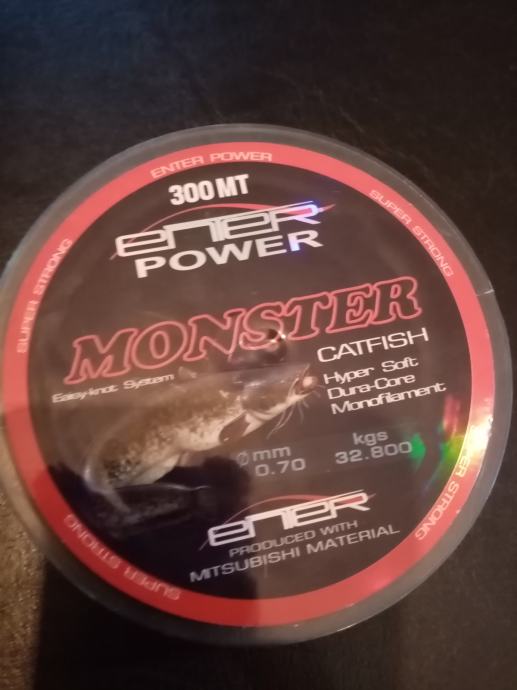 ENTER POWER
SUPER STRONG
SUPER STRONG
300 MT
ENTER
POWER
MONSTER
CATFISH
Easy-knot System
Hyper Soft
Dura-Core
Monofilament
Ø mm
0.70
kgs
32.800
ENTER
PRODUCED WITH
MITSUBISHI MATERIAL
SUPER STRONG
SUPER STRONG